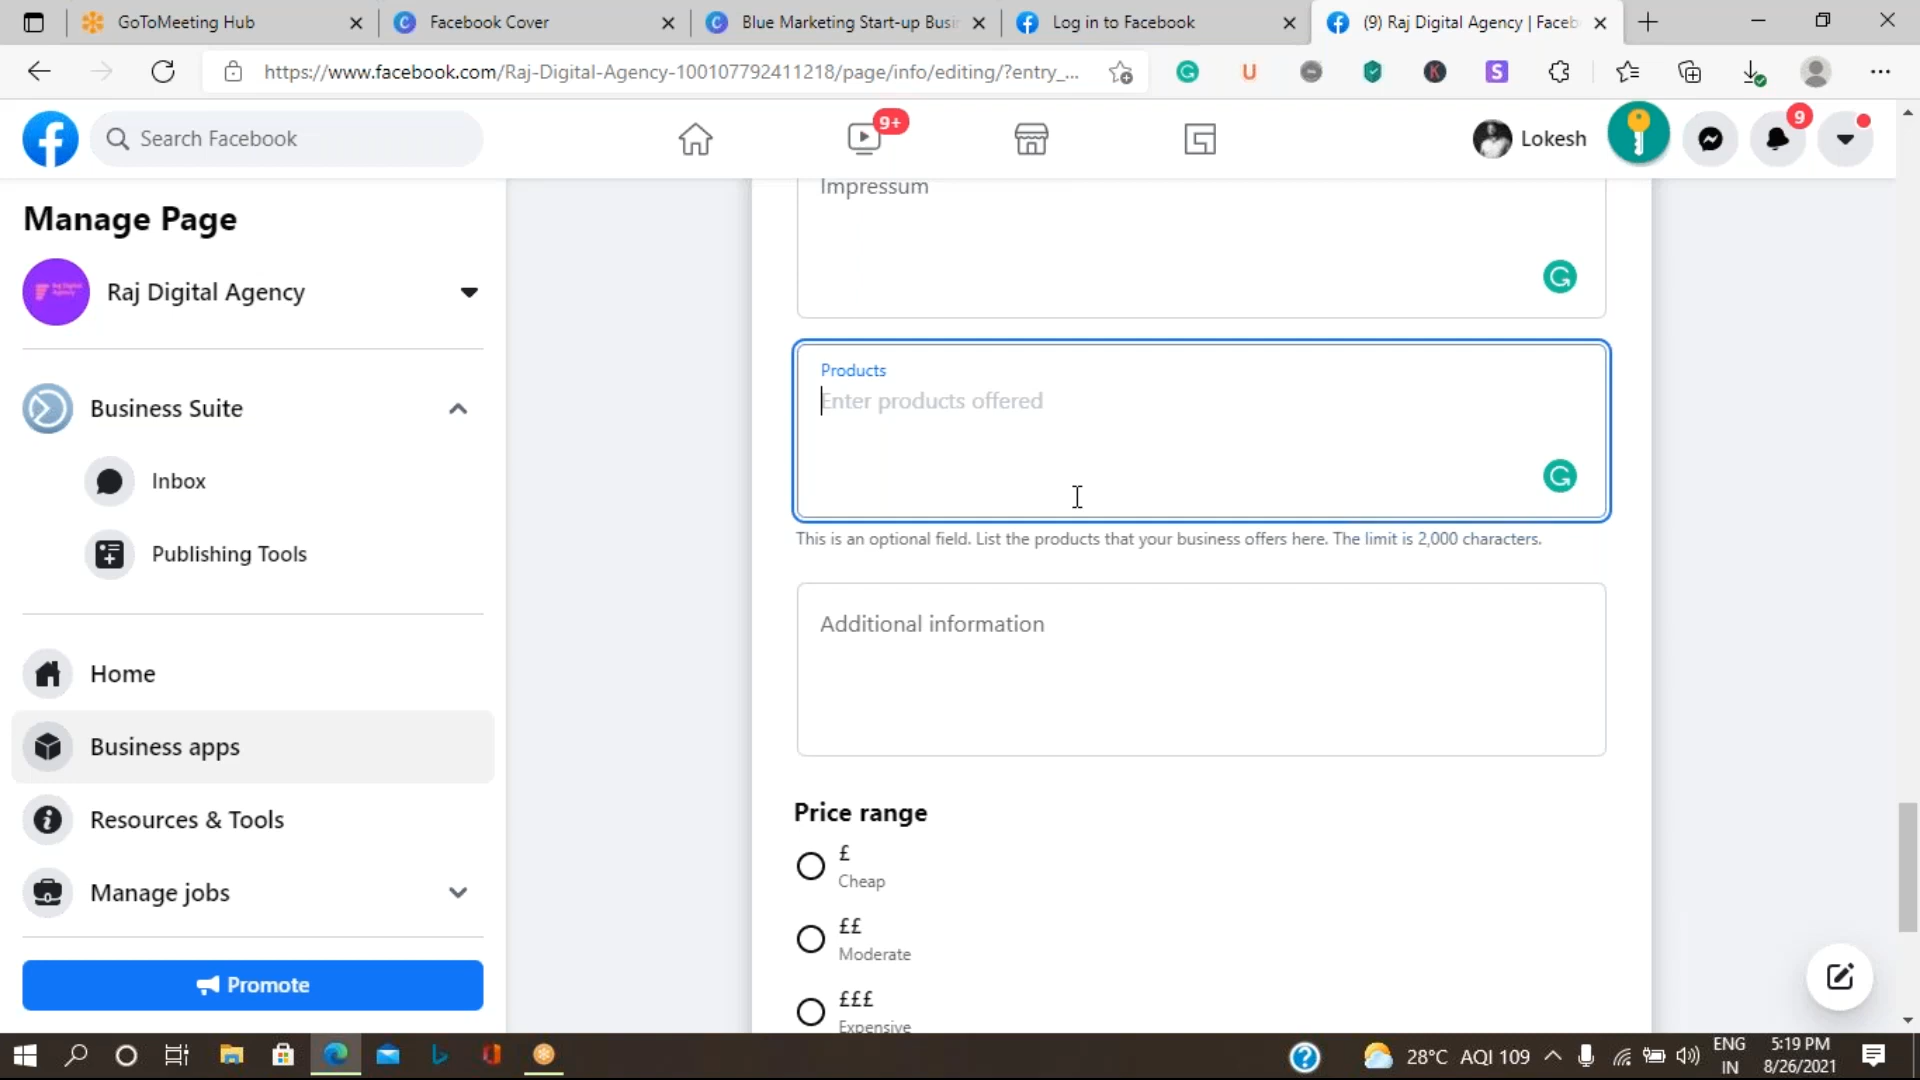 GoToMeeting Hub
Facebook Cover
Blue Marketing Start-up Busi
Log in to Facebook
(9) Raj Digital Agency | Faceb
https://www.facebook.com/Raj-Digital-Agency-100107792411218/page/info/editing/?entry_...
Search Facebook
9+
Lokesh
9
Manage Page
Raj Digital Agency
Business Suite
Inbox
Publishing Tools
Home
Business apps
Resources & Tools
Manage jobs
Promote
Impressum
Products
Enter products offered
This is an optional field. List the products that your business offers here. The limit is 2,000 characters.
Additional information
Price range
£
Cheap
££
Moderate
£££
Expensive
28°C AQI 109
ENG
IN
5:19 PM
8/26/2021